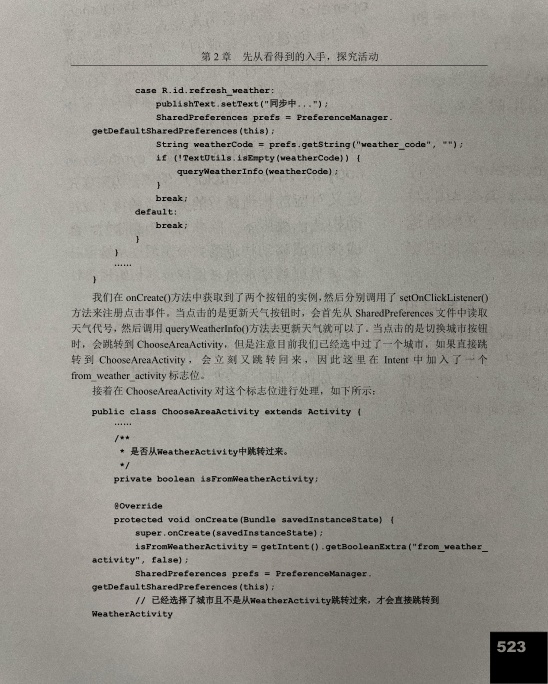 第 2 章　先从看得到的入手，探究活动
case R.id.refresh_weather:
publishText.setText("同步中...");
SharedPreferences prefs = PreferenceManager.
getDefaultSharedPreferences(this);
String weatherCode = prefs.getString("weather_code", "");
if (!TextUtils.isEmpty(weatherCode)) {
queryWeatherInfo(weatherCode);
}
break;
default:
break;
}
}
……
}
我们在 onCreate()方法中获取到了两个按钮的实例，然后分别调用了 setOnClickListener()
方法来注册点击事件。当点击的是更新天气按钮时，会首先从 SharedPreferences 文件中读取
天气代号，然后调用 queryWeatherInfo()方法去更新天气就可以了。当点击的是切换城市按钮
时，会跳转到 ChooseAreaActivity，但是注意目前我们已经选中过了一个城市，如果直接跳
转到 ChooseAreaActivity，会立刻又跳转回来，因此这里在 Intent 中加入了一个
from_weather_activity 标志位。
接着在 ChooseAreaActivity 对这个标志位进行处理，如下所示：
public class ChooseAreaActivity extends Activity {
……
/**
* 是否从WeatherActivity中跳转过来。
*/
private boolean isFromWeatherActivity;
@Override
protected void onCreate(Bundle savedInstanceState) {
super.onCreate(savedInstanceState);
isFromWeatherActivity = getIntent().getBooleanExtra("from_weather_
activity", false);
SharedPreferences prefs = PreferenceManager.
getDefaultSharedPreferences(this);
// 已经选择了城市且不是从WeatherActivity跳转过来，才会直接跳转到
WeatherActivity
523